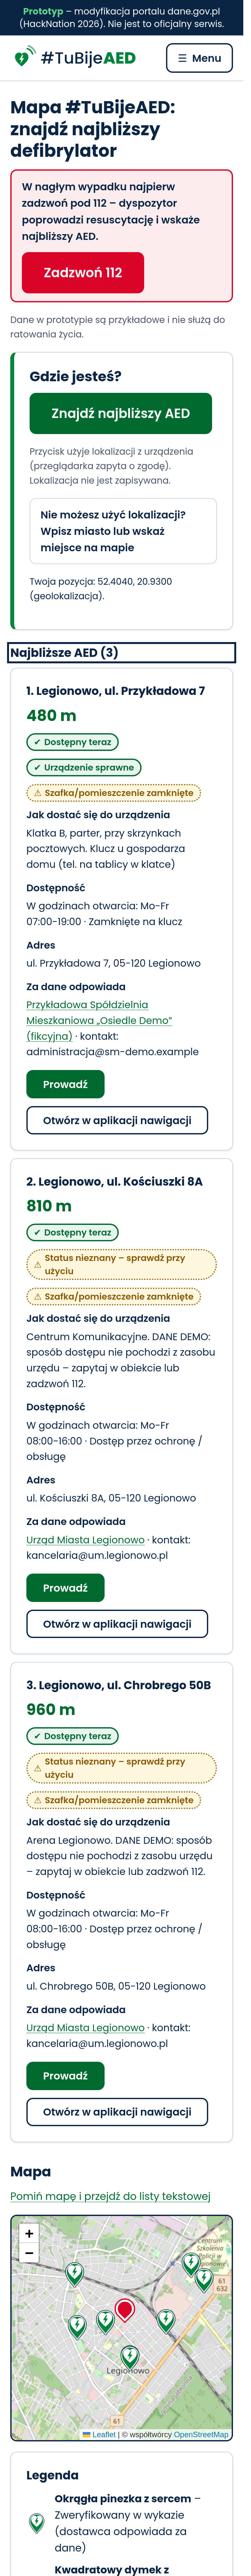 Prototyp – modyfikacja portalu dane.gov.pl
(HackNation 2026). Nie jest to oficjalny serwis.
#TuBijeAED
☰ Menu
Mapa #TuBijeAED:
znajdź najbliższy
defibrylator
W nagłym wypadku najpierw
zadzwoń pod 112 – dyspozytor
poprowadzi resuscytację i wskaże
najbliższy AED.
Zadzwoń 112
Dane w prototypie są przykładowe i nie służą do
ratowania życia.
Gdzie jesteś?
Znajdź najbliższy AED
Przycisk użyje lokalizacji z urządzenia
(przeglądarka zapyta o zgodę).
Lokalizacja nie jest zapisywana.
Nie możesz użyć lokalizacji?
Wpisz miasto lub wskaż
miejsce na mapie
Twoja pozycja: 52.4040, 20.9300
(geolokalizacja).
Najbliższe AED (3)
1. Legionowo, ul. Przykładowa 7
480 m
✔ Dostępny teraz
✔ Urządzenie sprawne
⚠ Szafka/pomieszczenie zamknięte
Jak dostać się do urządzenia
Klatka B, parter, przy skrzynkach
pocztowych. Klucz u gospodarza
domu (tel. na tablicy w klatce)
Dostępność
W godzinach otwarcia: Mo-Fr
07:00-19:00 · Zamknięte na klucz
Adres
ul. Przykładowa 7, 05-120 Legionowo
Za dane odpowiada
Przykładowa Spółdzielnia
Mieszkaniowa „Osiedle Demo”
(fikcyjna) · kontakt:
administracja@sm-demo.example
Prowadź
Otwórz w aplikacji nawigacji
2. Legionowo, ul. Kościuszki 8A
810 m
✔ Dostępny teraz
⚠ Status nieznany – sprawdź przy
użyciu
⚠ Szafka/pomieszczenie zamknięte
Jak dostać się do urządzenia
Centrum Komunikacyjne. DANE DEMO:
sposób dostępu nie pochodzi z zasobu
urzędu – zapytaj w obiekcie lub
zadzwoń 112.
Dostępność
W godzinach otwarcia: Mo-Fr
08:00-16:00 · Dostęp przez ochronę /
obsługę
Adres
ul. Kościuszki 8A, 05-120 Legionowo
Za dane odpowiada
Urząd Miasta Legionowo · kontakt:
kancelaria@um.legionowo.pl
Prowadź
Otwórz w aplikacji nawigacji
3. Legionowo, ul. Chrobrego 50B
960 m
✔ Dostępny teraz
⚠ Status nieznany – sprawdź przy
użyciu
⚠ Szafka/pomieszczenie zamknięte
Jak dostać się do urządzenia
Arena Legionowo. DANE DEMO: sposób
dostępu nie pochodzi z zasobu urzędu
– zapytaj w obiekcie lub zadzwoń 112.
Dostępność
W godzinach otwarcia: Mo-Fr
08:00-16:00 · Dostęp przez ochronę /
obsługę
Adres
ul. Chrobrego 50B, 05-120 Legionowo
Za dane odpowiada
Urząd Miasta Legionowo · kontakt:
kancelaria@um.legionowo.pl
Prowadź
Otwórz w aplikacji nawigacji
Mapa
Pomiń mapę i przejdź do listy tekstowej
+
−
Centrum
Szkolenia
Policji w
61
632
Legionowo
61
Leaflet | © współtwórcy OpenStreetMap
Legenda
Okrągła pinezka z sercem –
Zweryfikowany w wykazie
(dostawca odpowiada za
dane)
Kwadratowy dymek z